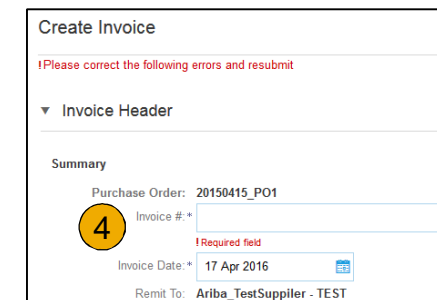 Create Invoice
!Please correct the following errors and resubmit
▼ Invoice Header
Summary
Purchase Order: 20150415_PO1
Invoice #:*
4
! Required field
Invoice Date:* 17 Apr 2016
Remit To: Ariba_TestSuppiler - TEST